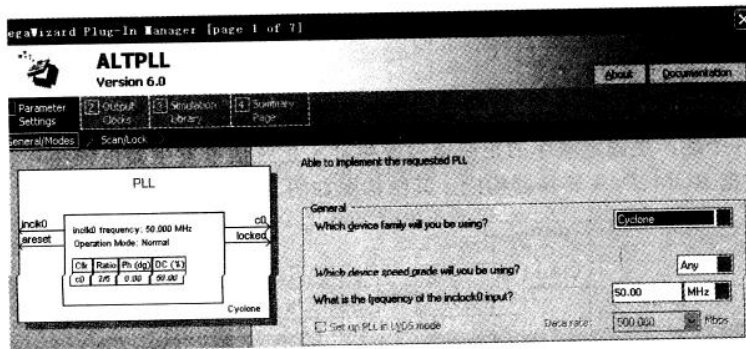 egaWizard Plug-In Manager [page 1 of 7]
ALTPLL
Version 6.0
About
Documentation
Parameter Settings
2 Output Clocks
3 Simulation Library
4 Summary Page
General/Modes
Scan/Lock
Able to implement the requested PLL
PLL
inclk0
areset
inclk0 frequency: 50.000 MHz
Operation Mode: Normal
Clk Ratio Ph (dg) DC (%)
c0 2/5 0.00 50.00
c0
locked
Cyclone
General
Which device family will you be using?
Cyclone
Which device speed grade will you be using?
Any
What is the frequency of the inclock0 input?
50.00
MHz
Set up PLL in LVDS mode
Data rate:
500.000
Mbps